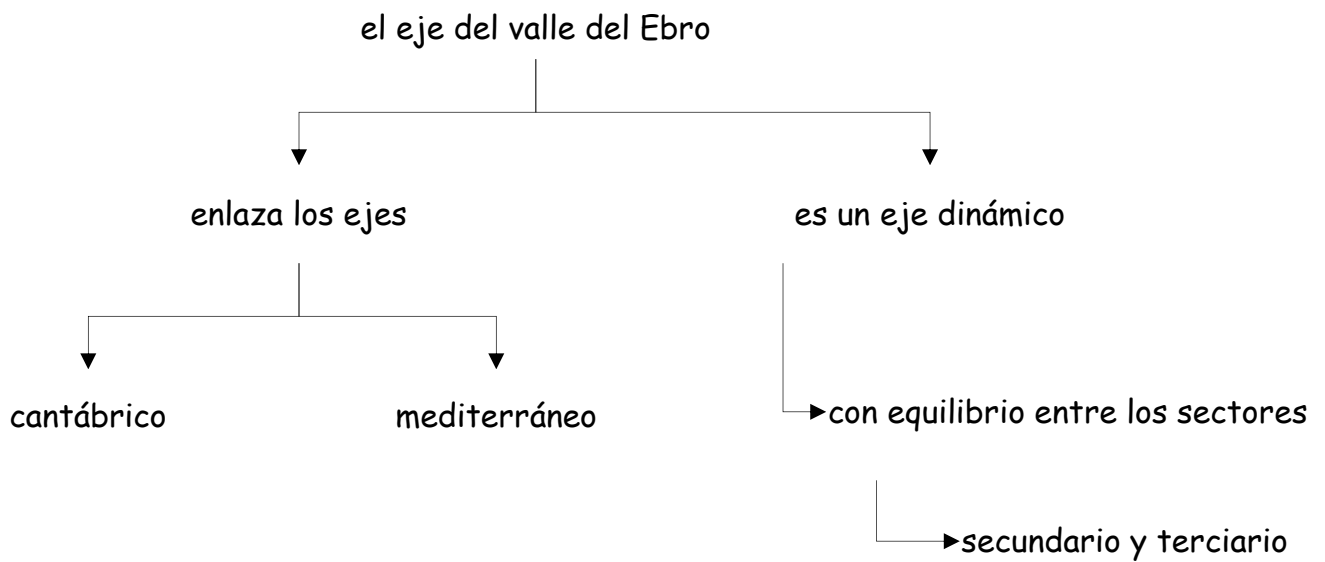 el eje del valle del Ebro
enlaza los ejes
es un eje dinámico
cantábrico
mediterráneo
con equilibrio entre los sectores
secundario y terciario